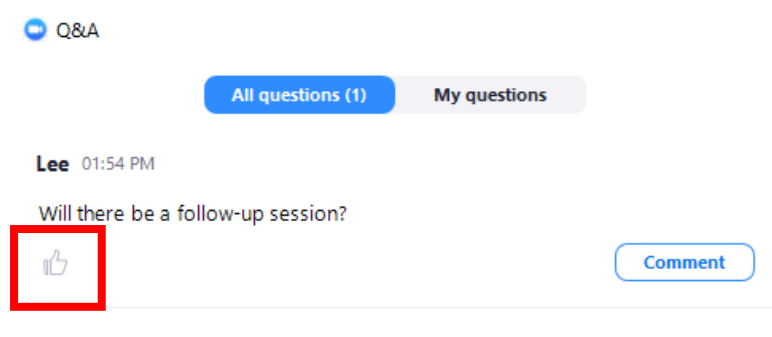 Q&A
All questions (1) My questions
Lee 01:54 PM
Will there be a follow-up session?
Comment